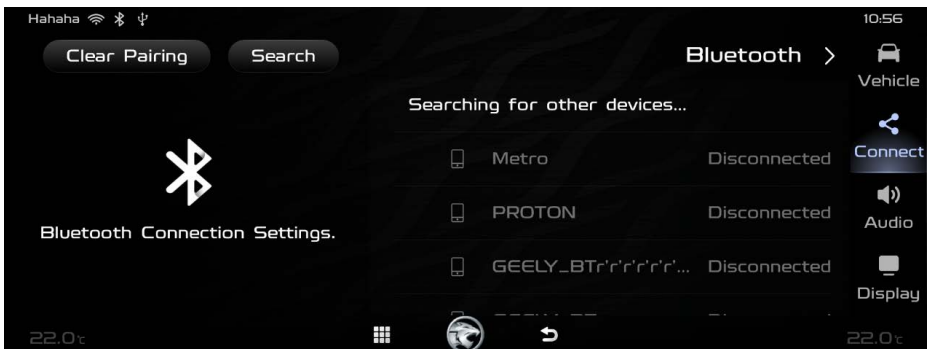 Hahaha
10:56
Clear Pairing
Search
Bluetooth >
Vehicle
Searching for other devices...
Connect
Metro Disconnected
PROTON Disconnected
Audio
Bluetooth Connection Settings.
GEELY_BTr'r'r'r'r'r'... Disconnected
Display
22.0℃
22.0℃